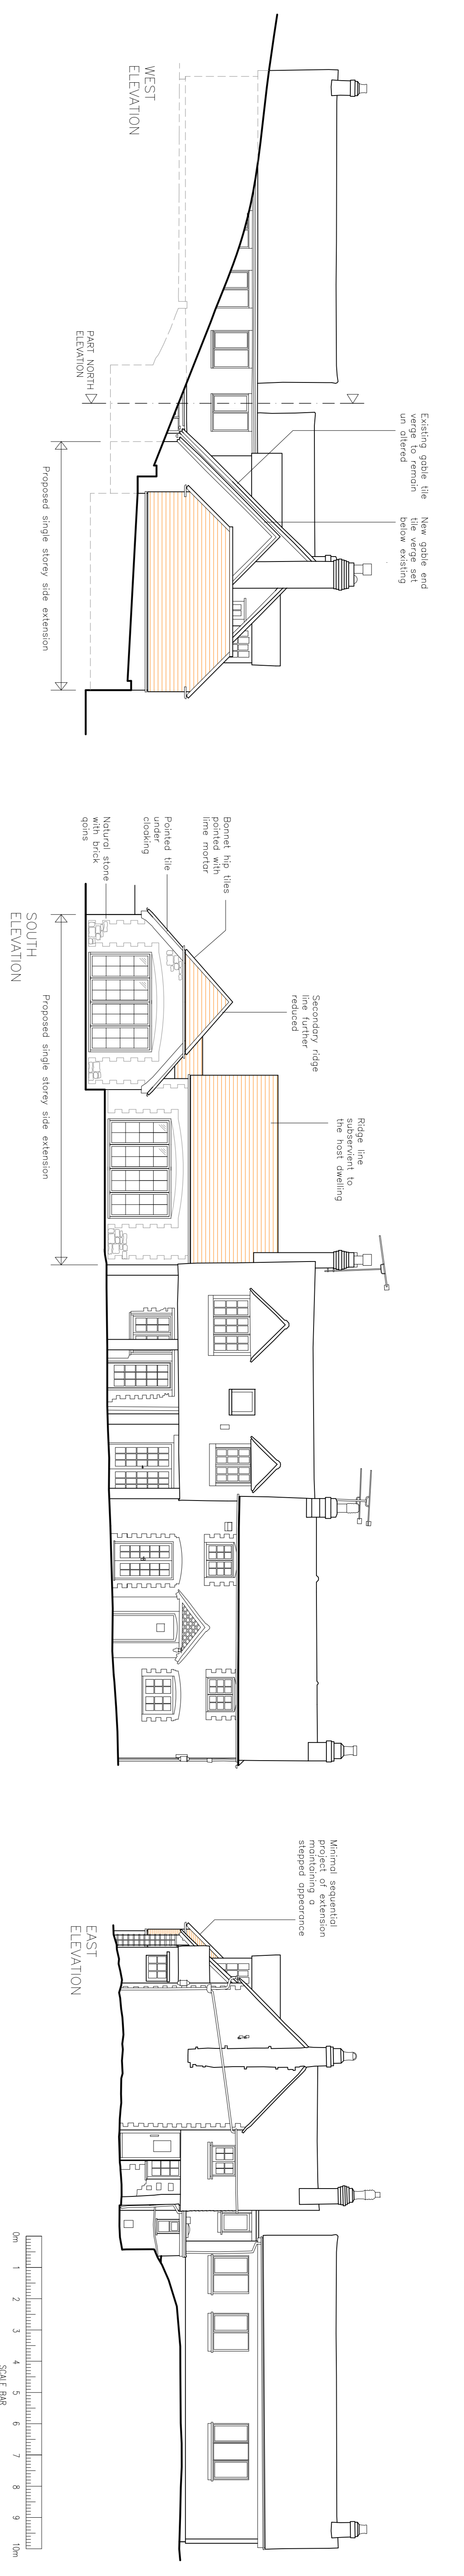 Existing gable tile
verge to remain
un altered
New gable end
tile verge set
below existing
PART NORTH
ELEVATION
Proposed single storey side extension
WEST
ELEVATION
Bonnet hip tiles
pointed with
lime mortar
Pointed tile
under
cloaking
Natural stone
with brick
qoins
Secondary ridge
line further
reduced
Ridge line
subservient to
the host dwelling
Proposed single storey side extension
SOUTH
ELEVATION
Minimal sequential
project of extension
maintaining a
stepped appearance
EAST
ELEVATION
0m 1 2 3 4 5 6 7 8 9 10m
SCALE BAR